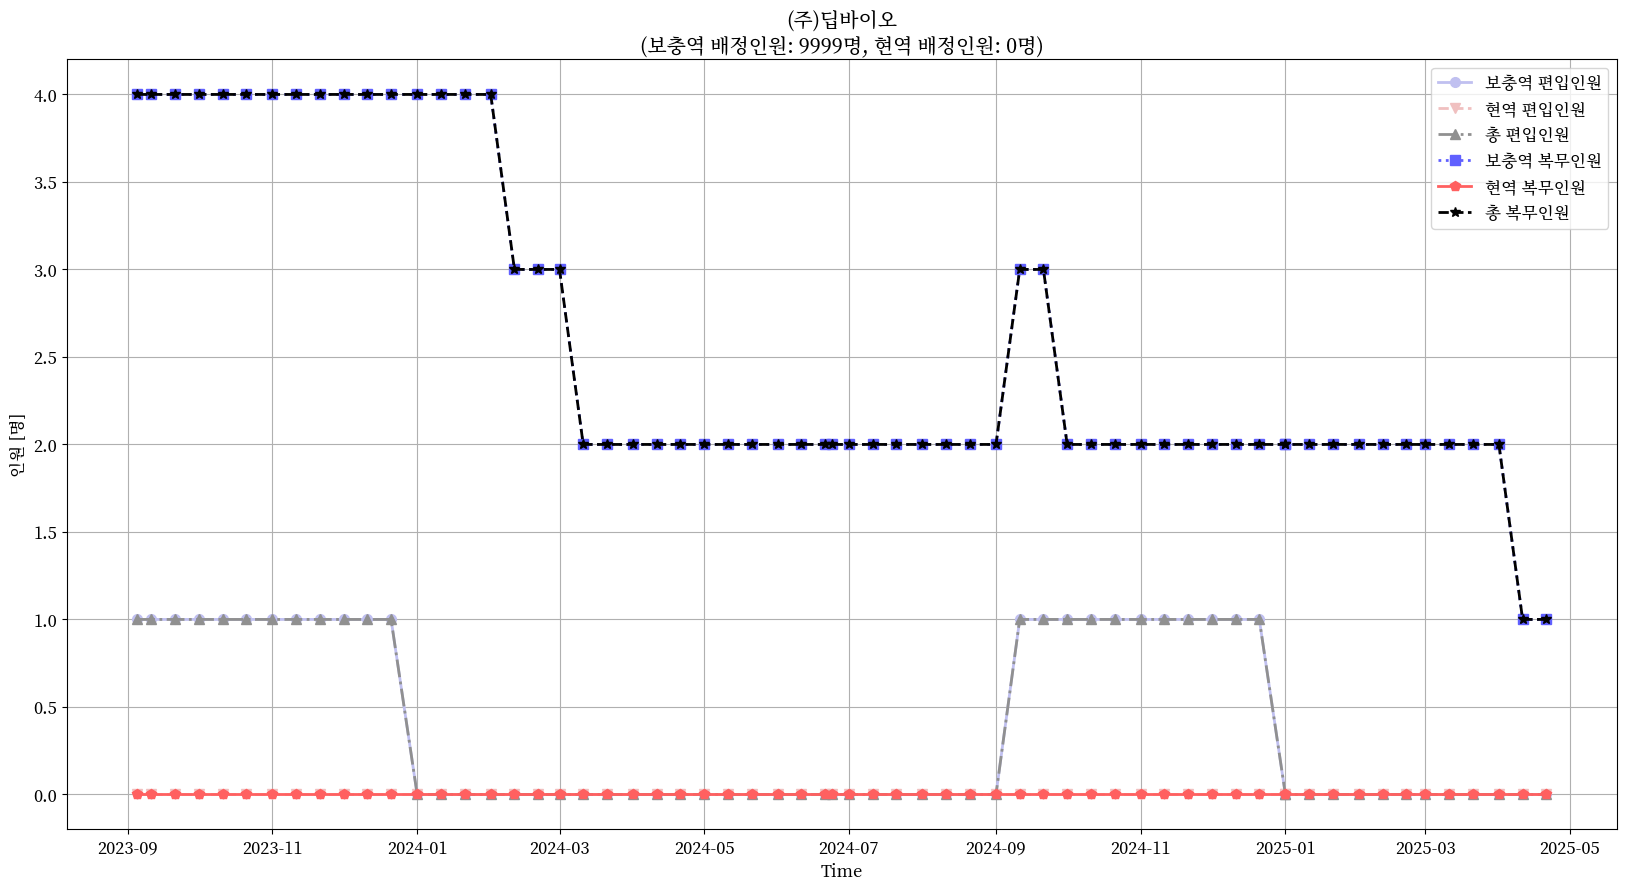 (주)딥바이오
(보충역 배정인원: 9999명, 현역 배정인원: 0명)
보충역 편입인원
현역 편입인원
총 편입인원
보충역 복무인원
현역 복무인원
총 복무인원
인원 [명]
4.0
3.5
3.0
2.5
2.0
1.5
1.0
0.5
0.0
2023-09 2023-11 2024-01 2024-03 2024-05 2024-07 2024-09 2024-11 2025-01 2025-03 2025-05
Time